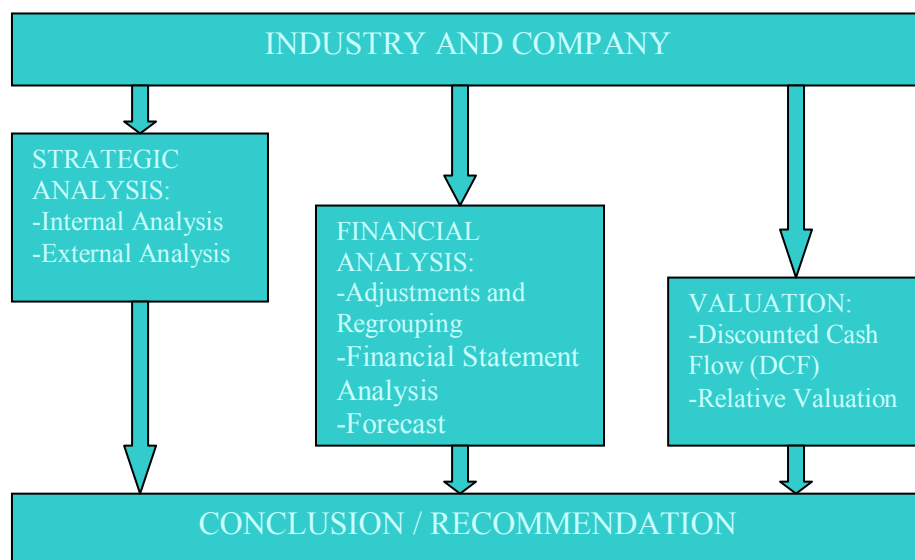 INDUSTRY AND COMPANY
STRATEGIC
ANALYSIS:
-Internal Analysis
-External Analysis
FINANCIAL
ANALYSIS:
-Adjustments and
Regrouping
-Financial Statement
Analysis
-Forecast
VALUATION:
-Discounted Cash
Flow (DCF)
-Relative Valuation
CONCLUSION / RECOMMENDATION